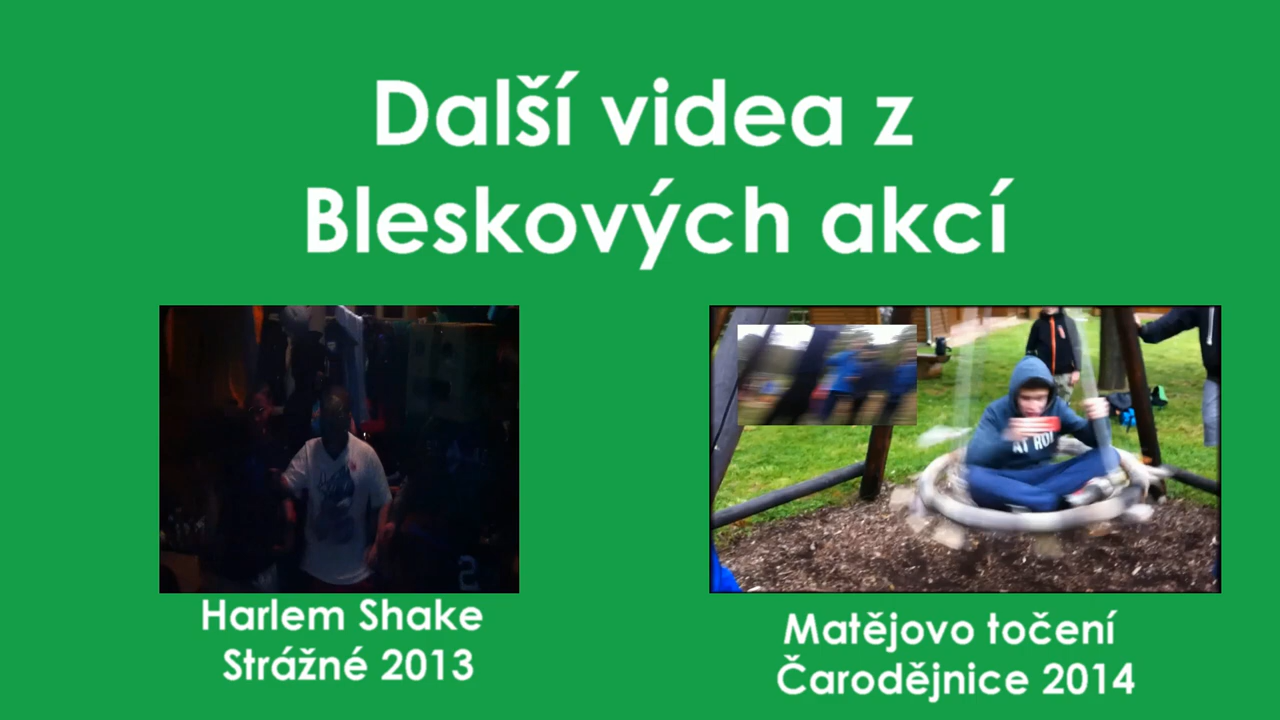 Další videa z
Bleskových akcí
Harlem Shake
Strážné 2013
Matějovo točení
Čarodějnice 2014